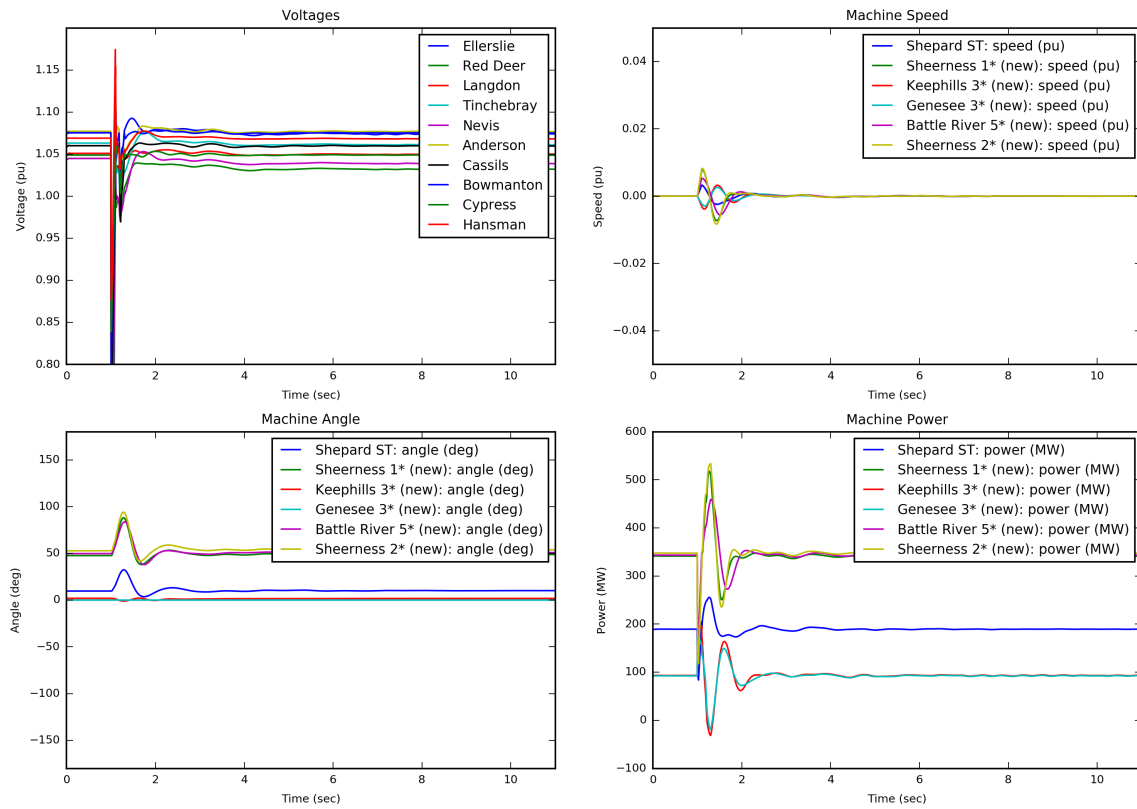 Voltages
Voltage (pu)
1.15
1.10
1.05
1.00
0.95
0.90
0.85
0.80
0
2
4
6
8
10
Time (sec)
Ellerslie
Red Deer
Langdon
Tinchebray
Nevis
Anderson
Cassils
Bowmanton
Cypress
Hansman
Machine Speed
Speed (pu)
0.04
0.02
0.00
−0.02
−0.04
0
2
4
6
8
10
Time (sec)
Shepard ST: speed (pu)
Sheerness 1* (new): speed (pu)
Keephills 3* (new): speed (pu)
Genesee 3* (new): speed (pu)
Battle River 5* (new): speed (pu)
Sheerness 2* (new): speed (pu)
Machine Angle
Angle (deg)
150
100
50
0
−50
−100
−150
0
2
4
6
8
10
Time (sec)
Shepard ST: angle (deg)
Sheerness 1* (new): angle (deg)
Keephills 3* (new): angle (deg)
Genesee 3* (new): angle (deg)
Battle River 5* (new): angle (deg)
Sheerness 2* (new): angle (deg)
Machine Power
Power (MW)
600
500
400
300
200
100
0
−100
0
2
4
6
8
10
Time (sec)
Shepard ST: power (MW)
Sheerness 1* (new): power (MW)
Keephills 3* (new): power (MW)
Genesee 3* (new): power (MW)
Battle River 5* (new): power (MW)
Sheerness 2* (new): power (MW)